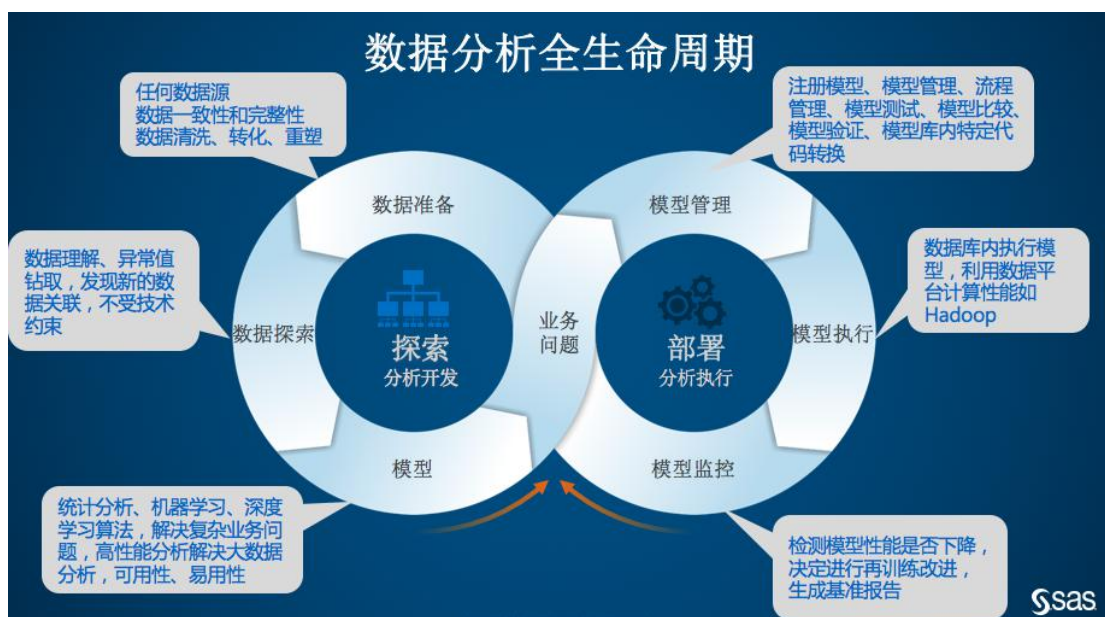 数据分析全生命周期
任何数据源
数据一致性和完整性
数据清洗、转化、重塑
注册模型、模型管理、流程
管理、模型测试、模型比较、
模型验证、模型库内特定代
码转换
数据准备
模型管理
数据理解、异常值
钻取，发现新的数
据关联，不受技术
约束
数据探索
探索
分析开发
业务
问题
部署
分析执行
模型执行
数据库内执行模
型，利用数据平
台计算性能如
Hadoop
模型
模型监控
统计分析、机器学习、深度
学习算法，解决复杂业务问
题，高性能分析解决大数据
分析，可用性、易用性
检测模型性能是否下降，
决定进行再训练改进，
生成基准报告
sas